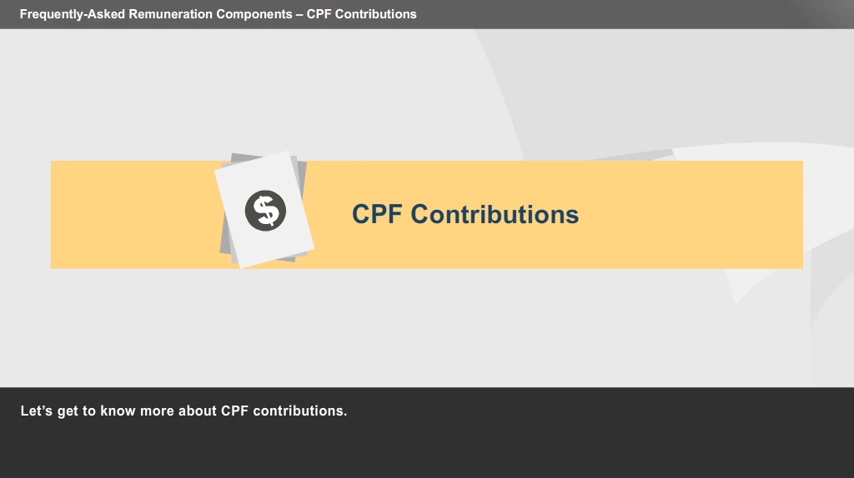 Frequently-Asked Remuneration Components – CPF Contributions
$
CPF Contributions
Let’s get to know more about CPF contributions.